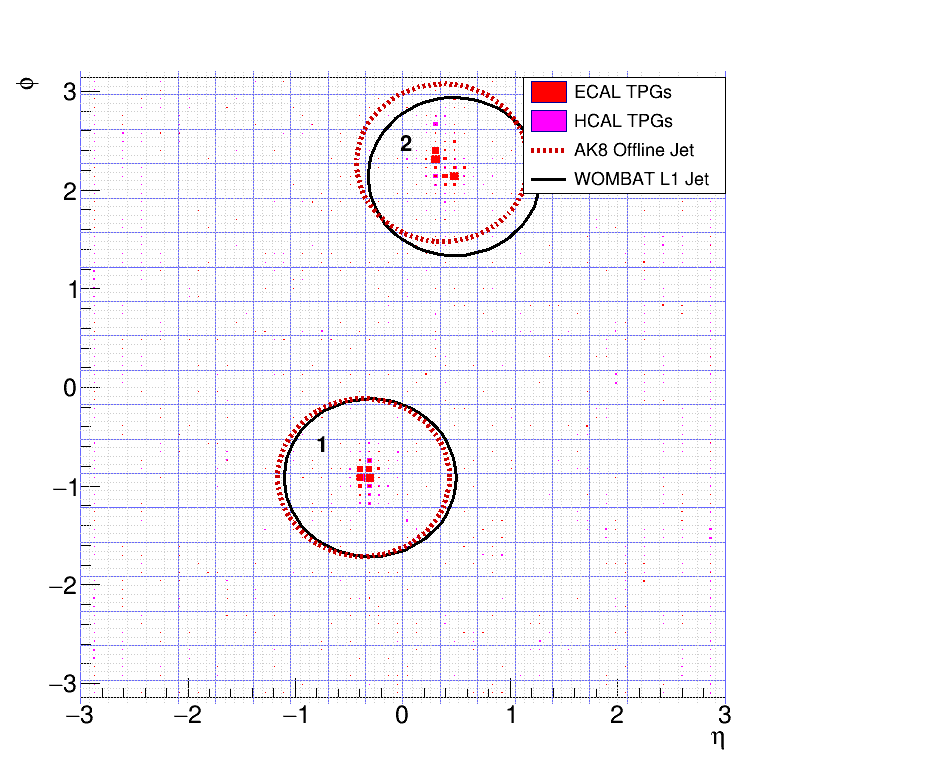 ϕ
3
2
1
0
−1
−2
−3
ECAL TPGs
HCAL TPGs
AK8 Offline Jet
WOMBAT L1 Jet
2
1
−3 −2 −1 0 1 2 3
η